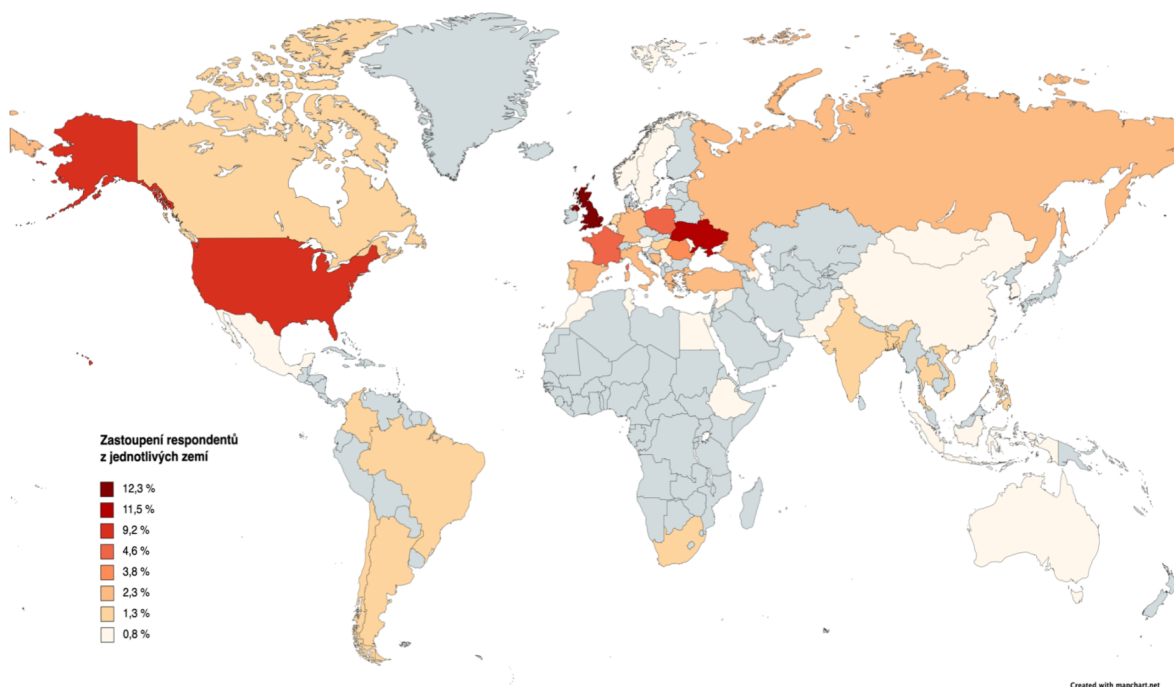 Zastoupení respondentů
z jednotlivých zemí
12,3 %
11,5 %
9,2 %
4,6 %
3,8 %
2,3 %
1,3 %
0,8 %
Created with mapchart.net